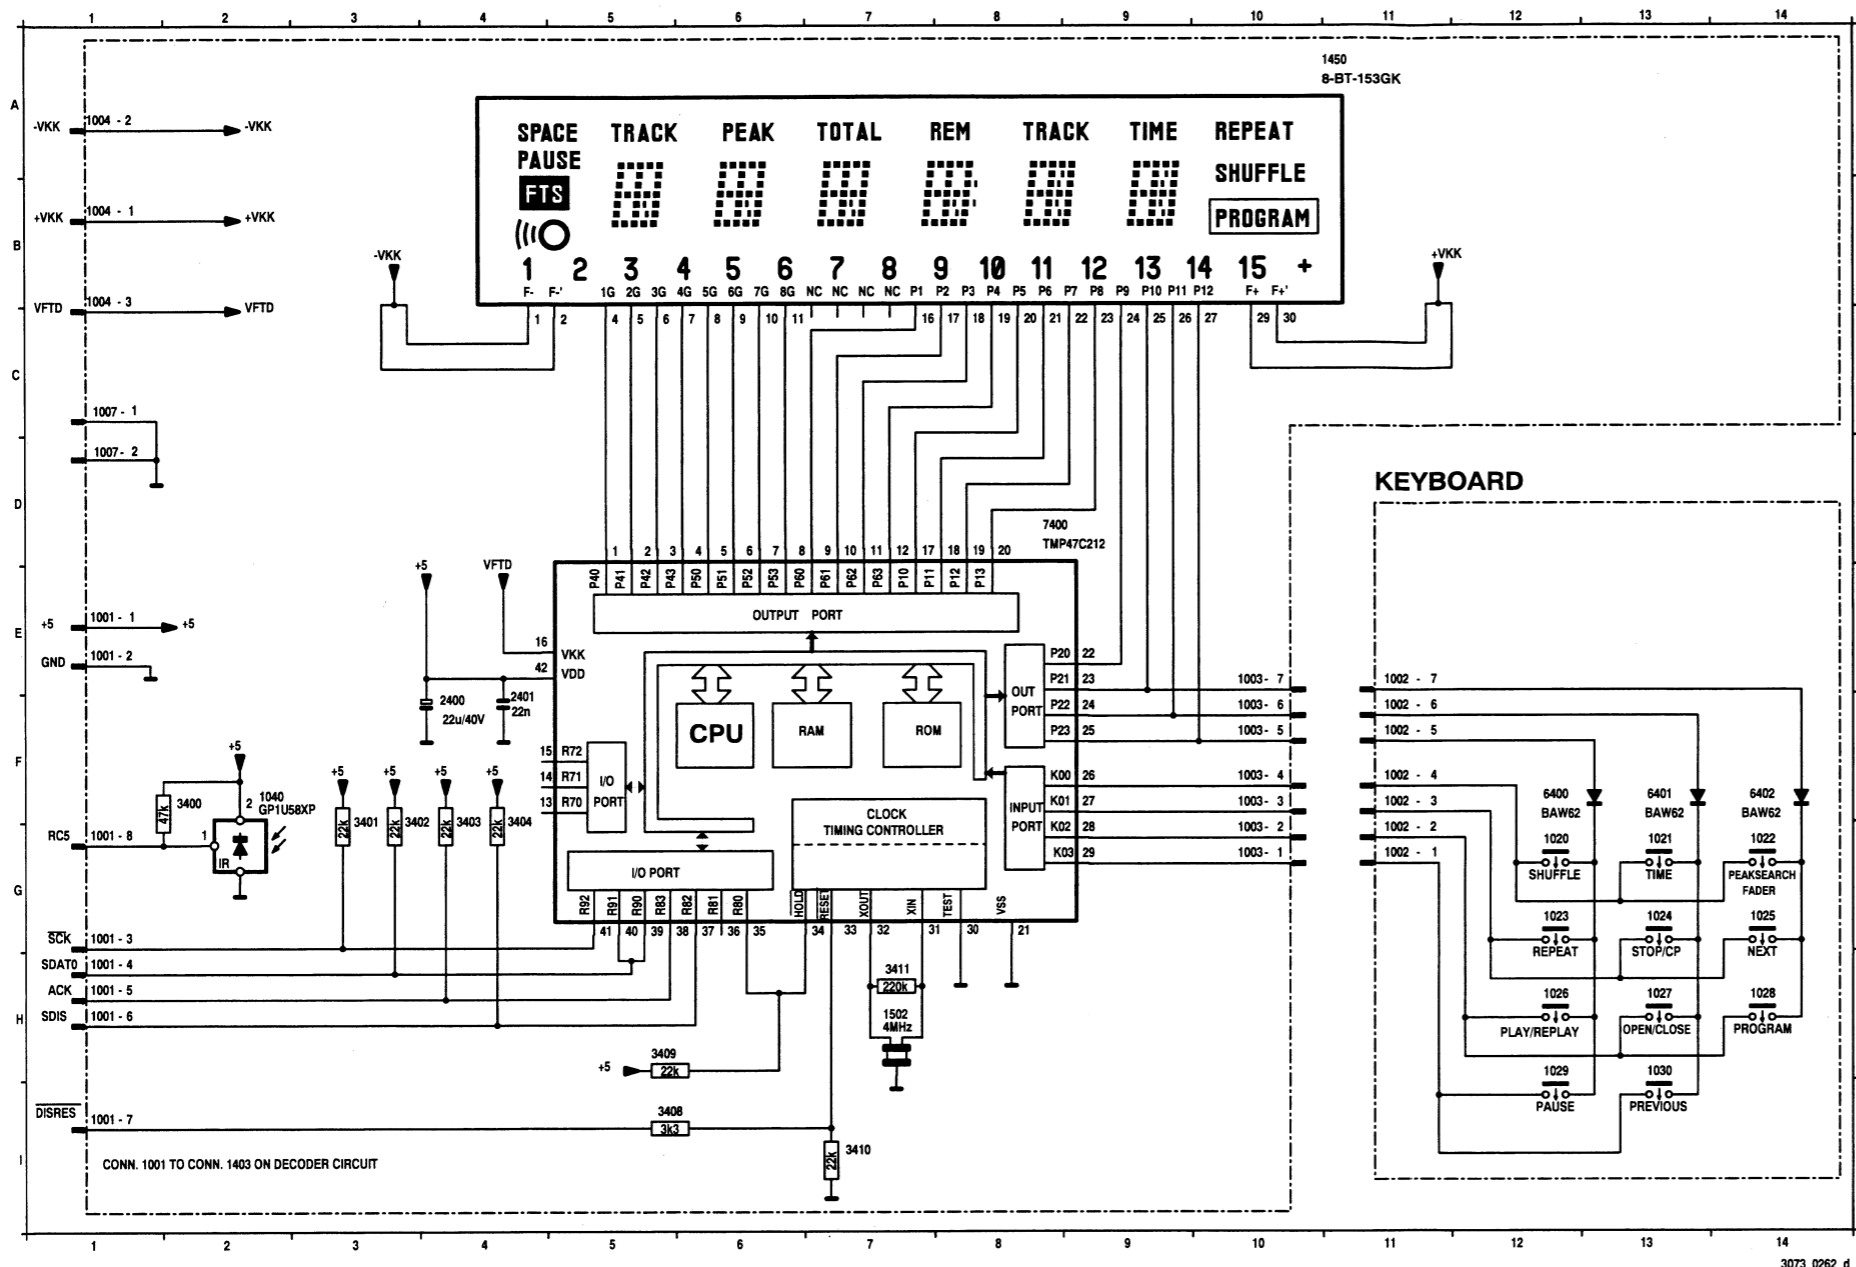 1 2 3 4 5 6 7 8 9 10 11 12 13 14
1450
8-BT-153GK
A
-VKK 1004 - 2 -VKK
SPACE TRACK PEAK TOTAL REM TRACK TIME REPEAT
PAUSE
SHUFFLE
FTS
PROGRAM
+VKK 1004 - 1 +VKK
B
-VKK
+VKK
1 2 3 4 5 6 7 8 9 10 11 12 13 14 15 +
F- F-' 1G 2G 3G 4G 5G 6G 7G 8G NC NC NC NC P1 P2 P3 P4 P5 P6 P7 P8 P9 P10 P11 P12 F+ F+'
VFTD 1004 - 3 VFTD
1 2 4 5 6 7 8 9 10 11 16 17 18 19 20 21 22 23 24 25 26 27 29 30
C
1007 - 1
1007 - 2
KEYBOARD
D
7400
TMP47C212
1 2 3 4 5 6 7 8 9 10 11 12 17 18 19 20
+5 VFTD
P40 P41 P42 P43 P50 P51 P52 P53 P60 P61 P62 P63 P10 P11 P12 P13
OUTPUT PORT
E
+5 1001 - 1 +5
GND 1001 - 2
16 VKK
42 VDD
P20 22
P21 23
P22 24
P23 25
OUT
PORT
1003 - 7 1002 - 7
1003 - 6 1002 - 6
1003 - 5 1002 - 5
2400
22u/40V
2401
22n
CPU RAM ROM
F
15 R72
14 R71
13 R70
I/O
PORT
K00 26
K01 27
K02 28
K03 29
INPUT
PORT
1003 - 4 1002 - 4
1003 - 3 1002 - 3
1003 - 2 1002 - 2
1003 - 1 1002 - 1
+5
+5 +5 +5 +5
3400
47k
2 1040
GP1U58XP
1
IR
22k 3401 22k 3402 22k 3403 22k 3404
CLOCK
TIMING CONTROLLER
6400
BAW62
6401
BAW62
6402
BAW62
RC5 1001 - 8
1020
SHUFFLE
1021
TIME
1022
PEAKSEARCH
FADER
G
I/O PORT
R92 R91 R90 R83 R82 R81 R80 HOLD RESET XOUT XIN TEST VSS
41 40 39 38 37 36 35 34 33 32 31 30 21
1023
REPEAT
1024
STOP/CP
1025
NEXT
SCK 1001 - 3
SDAT0 1001 - 4
ACK 1001 - 5
SDIS 1001 - 6
3411
220k
1502
4MHz
H
1026
PLAY/REPLAY
1027
OPEN/CLOSE
1028
PROGRAM
+5
3409
22k
1029
PAUSE
1030
PREVIOUS
DISRES 1001 - 7
3408
3k3
3410
22k
I
CONN. 1001 TO CONN. 1403 ON DECODER CIRCUIT
1 2 3 4 5 6 7 8 9 10 11 12 13 14
3073 0262 d